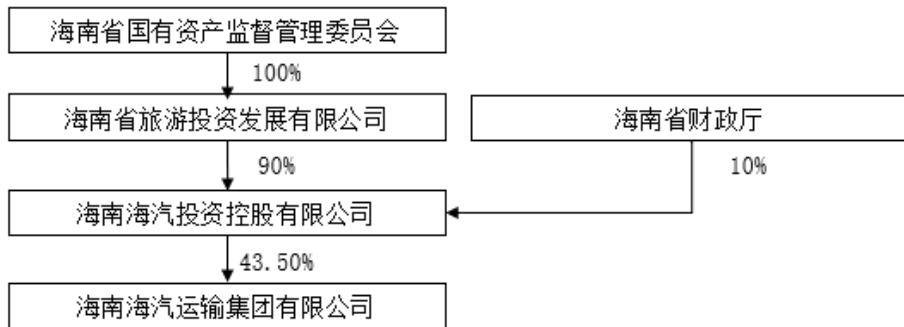 海南省国有资产监督管理委员会
100%
海南省旅游投资发展有限公司
海南省财政厅
90%
10%
海南海汽投资控股有限公司
43.50%
海南海汽运输集团有限公司